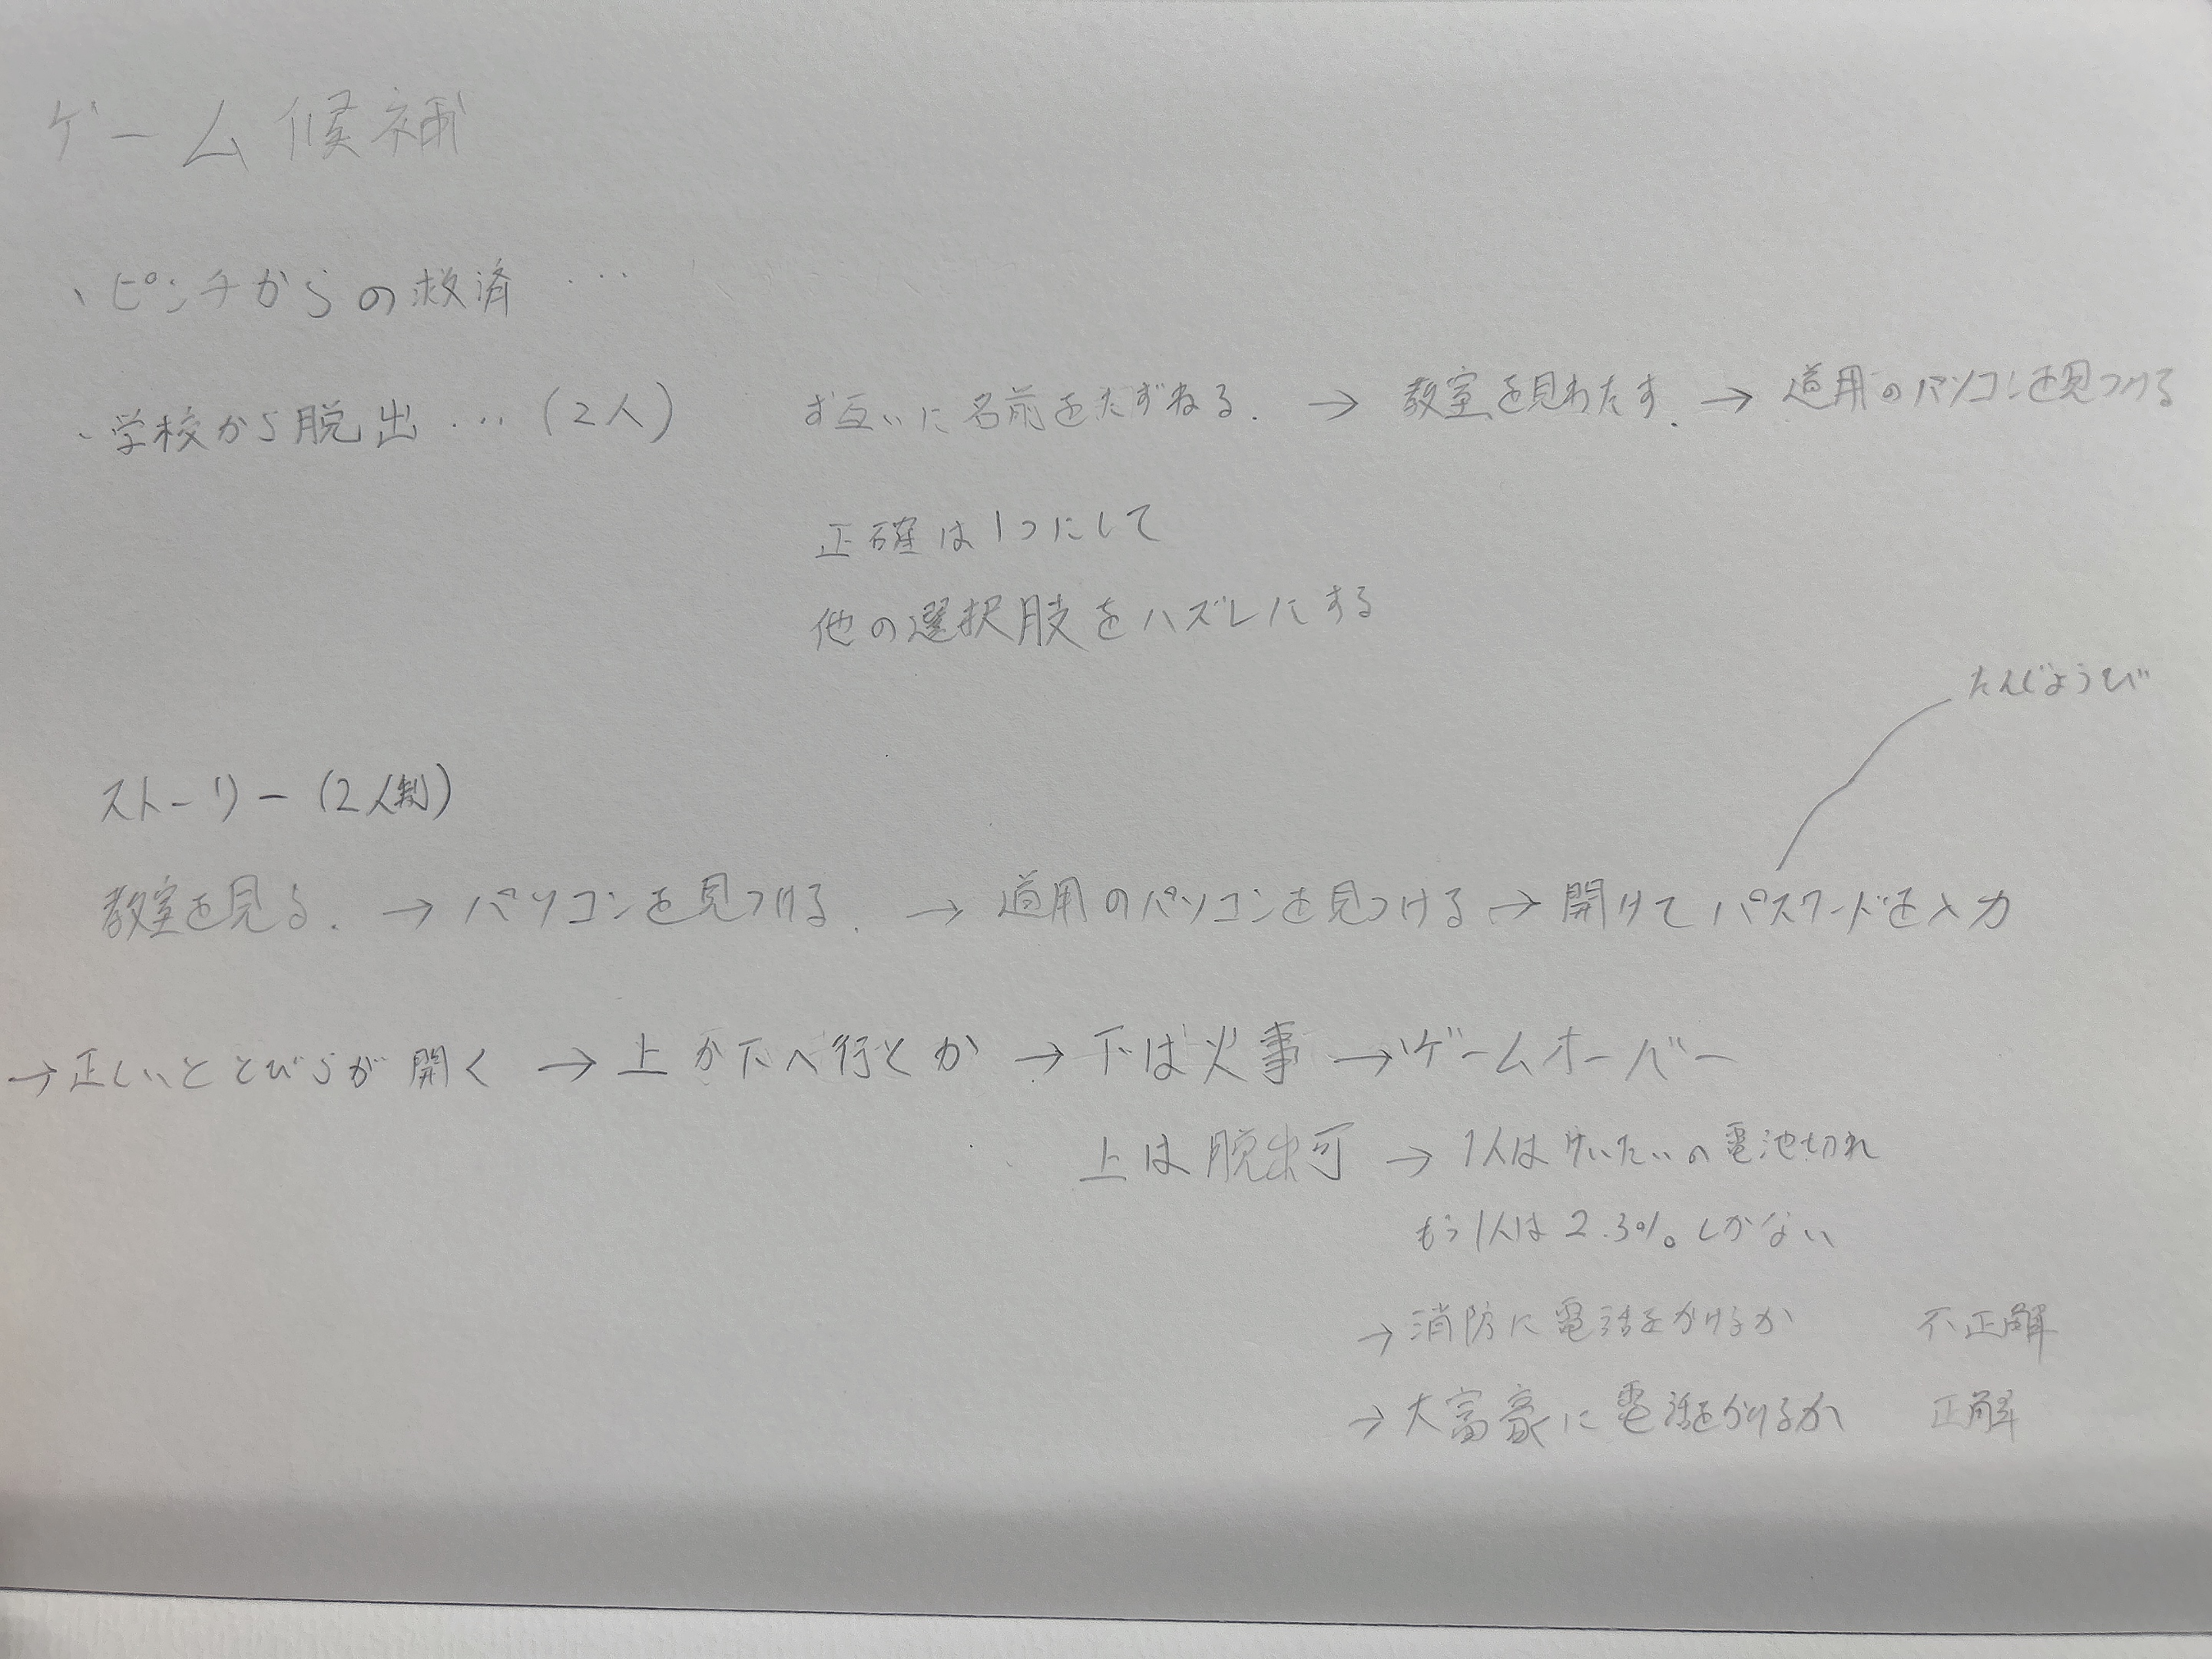 ゲーム候補
・ピンチからの救済 …
・学校から脱出 … (2人) お互いに名前をたずねる. → 教室を見わたす. → 道用のパソコンを見つける
正確は1つにして
他の選択肢をハズレにする
たんじょうび
ストーリー (2人制)
教室を見る. → パソコンを見つける. → 道用のパソコンを見つける → 開けてパスワードを入力
→ 正しいととびらが開く → 上か下へ行くとか → 下は火事 → ゲームオーバー
上は脱出可 → 1人はけいたいの電池切れ
もう1人は2.3%しかない
→ 消防に電話をかけるか 不正解
→ 大富豪に電話をかけるか 正解